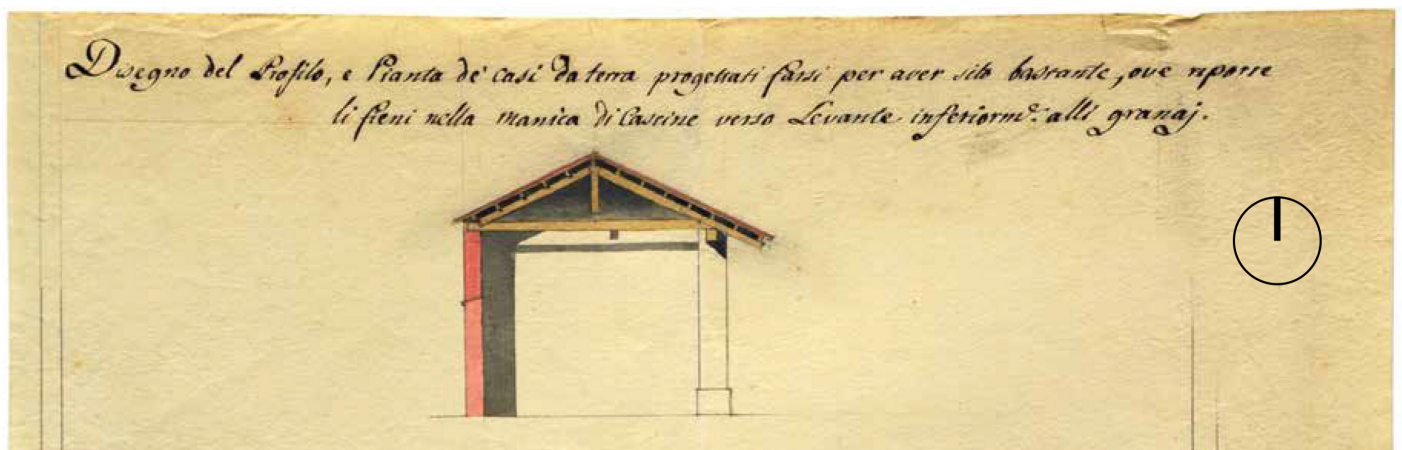 Disegno del Profilo, e Pianta de' casi da terra progettati farsi per aver sito bastante, ove riporre
li fieni nella manica di Cascine verso Levante inferiorm.e alli granaj.